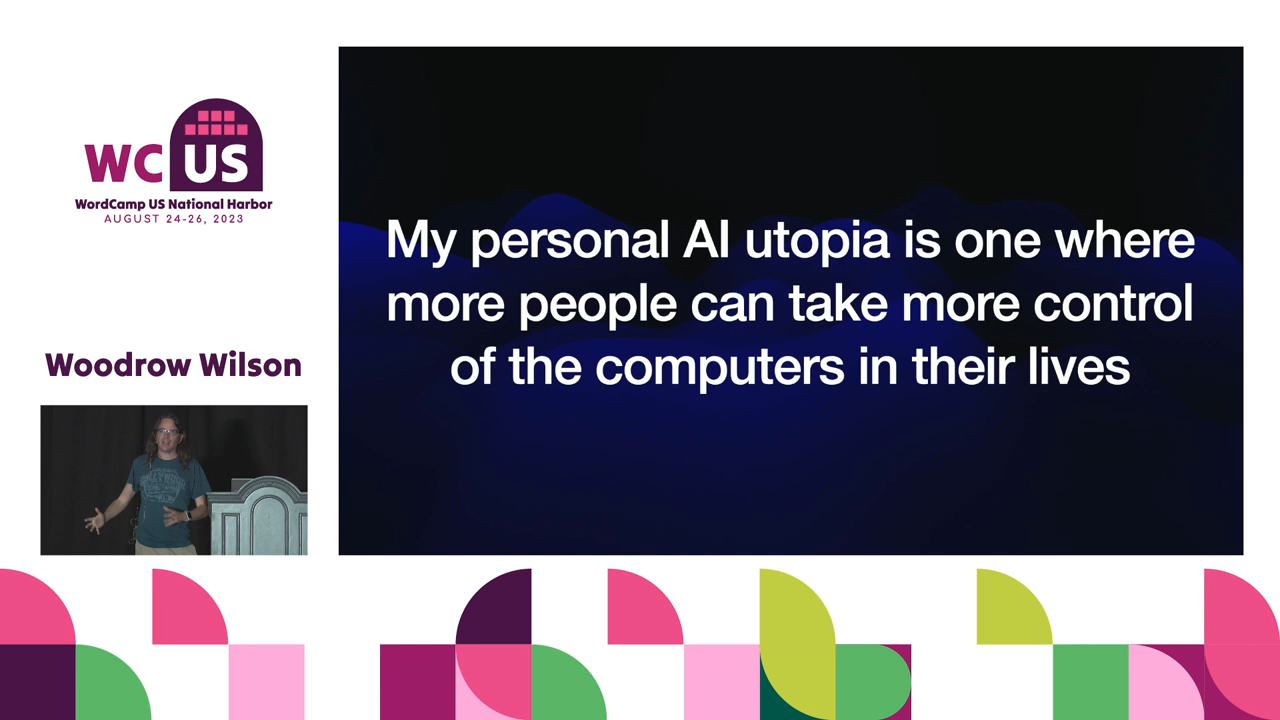 WC US
WordCamp US National Harbor
AUGUST 24-26, 2023
Woodrow Wilson
My personal AI utopia is one where
more people can take more control
of the computers in their lives